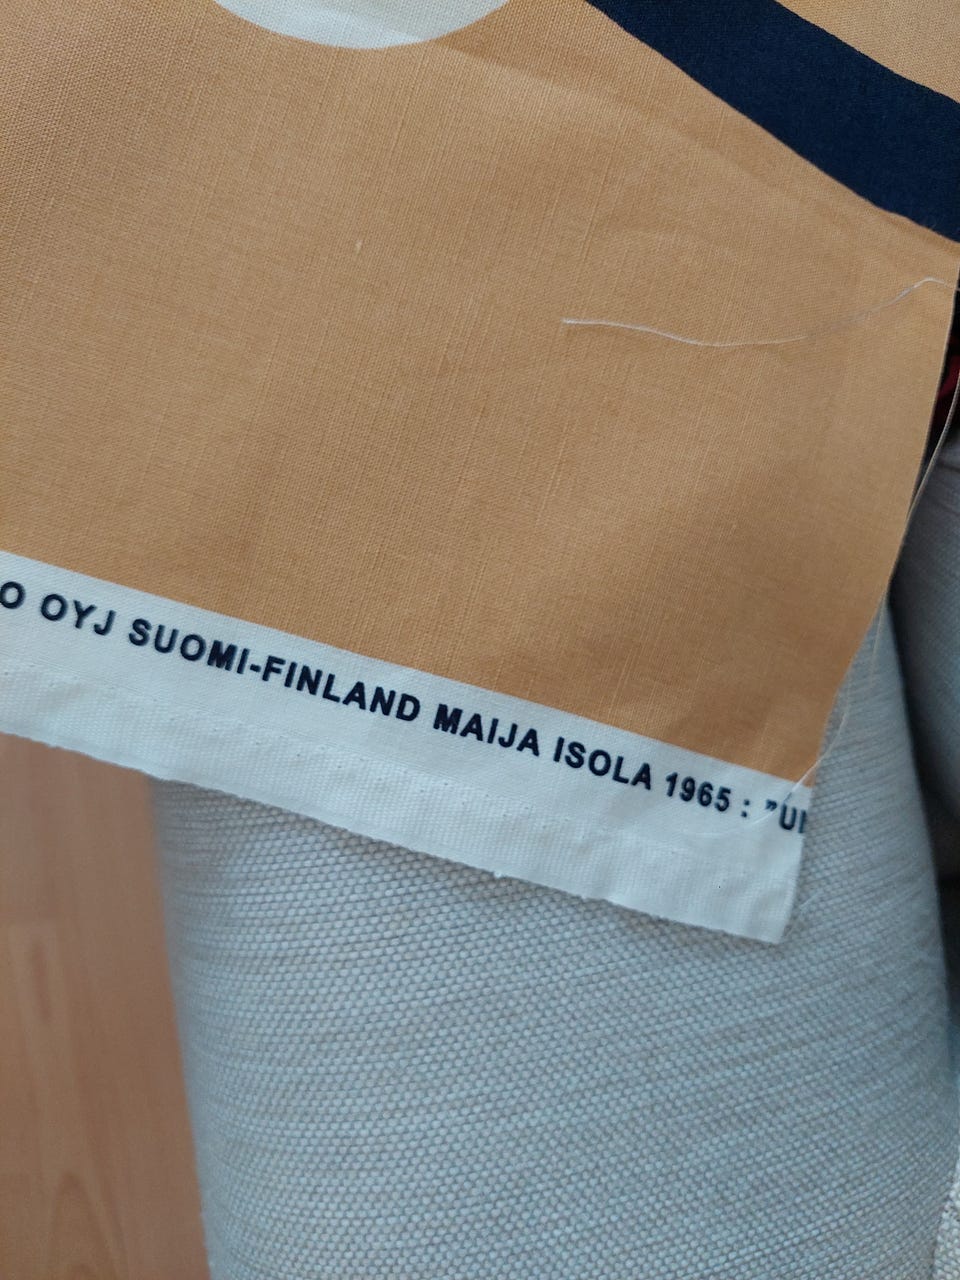 O OYJ SUOMI-FINLAND MAIJA ISOLA 1965 : ”U